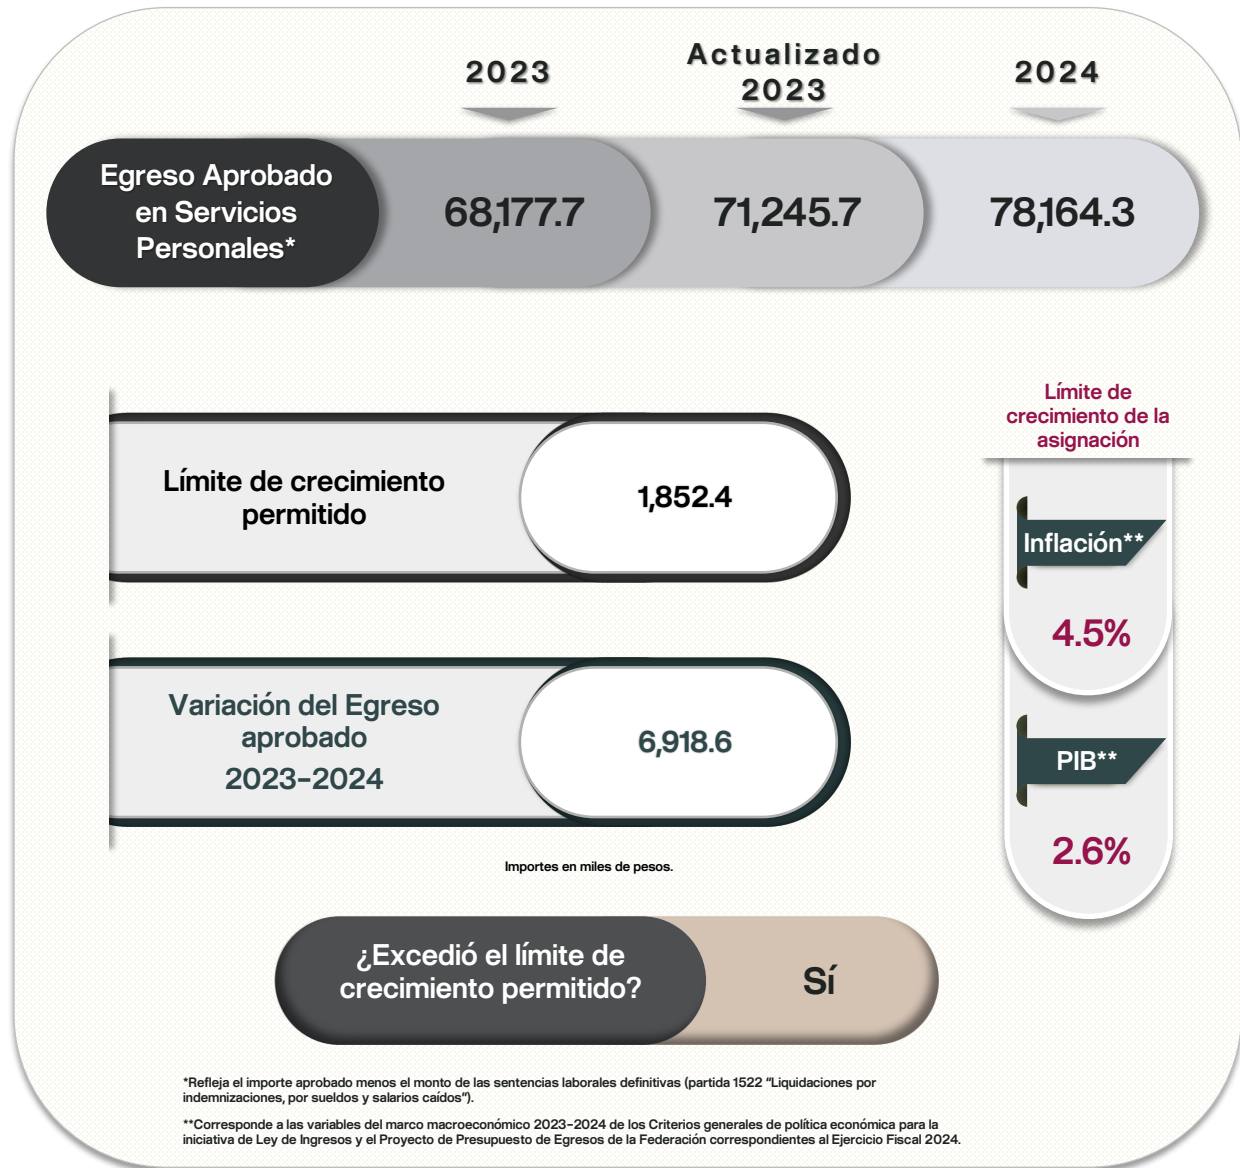 2023
Actualizado
2023
2024
Egreso Aprobado
en Servicios
Personales*
68,177.7
71,245.7
78,164.3
Límite de crecimiento
permitido
1,852.4
Variación del Egreso
aprobado
2023-2024
6,918.6
Importes en miles de pesos.
Límite de
crecimiento de la
asignación
Inflación**
4.5%
PIB**
2.6%
¿Excedió el límite de
crecimiento permitido?
Sí
*Refleja el importe aprobado menos el monto de las sentencias laborales definitivas (partida 1522 “Liquidaciones por
indemnizaciones, por sueldos y salarios caídos”).
**Corresponde a las variables del marco macroeconómico 2023-2024 de los Criterios generales de política económica para la
iniciativa de Ley de Ingresos y el Proyecto de Presupuesto de Egresos de la Federación correspondientes al Ejercicio Fiscal 2024.